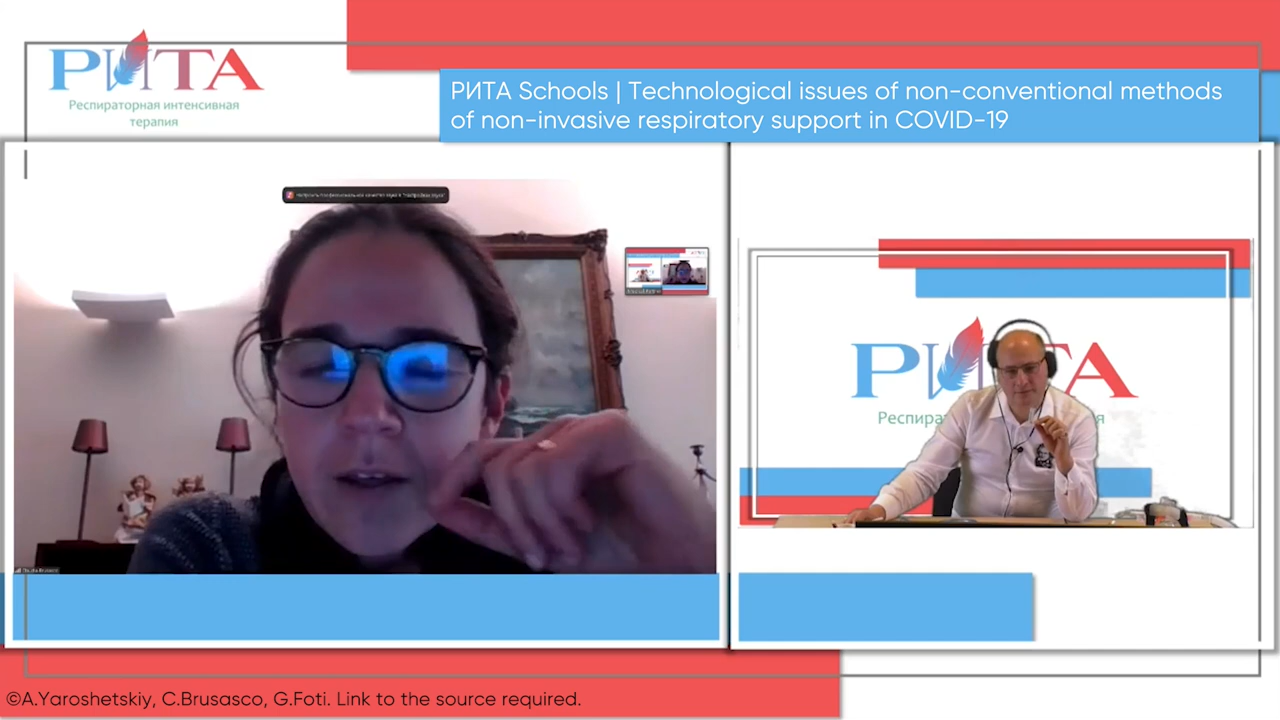 РИТА
Респираторная интенсивная
терапия
РИТА Schools | Technological issues of non-conventional methods
of non-invasive respiratory support in COVID-19
РИТА
©A.Yaroshetskiy, C.Brusasco, G.Foti. Link to the source required.